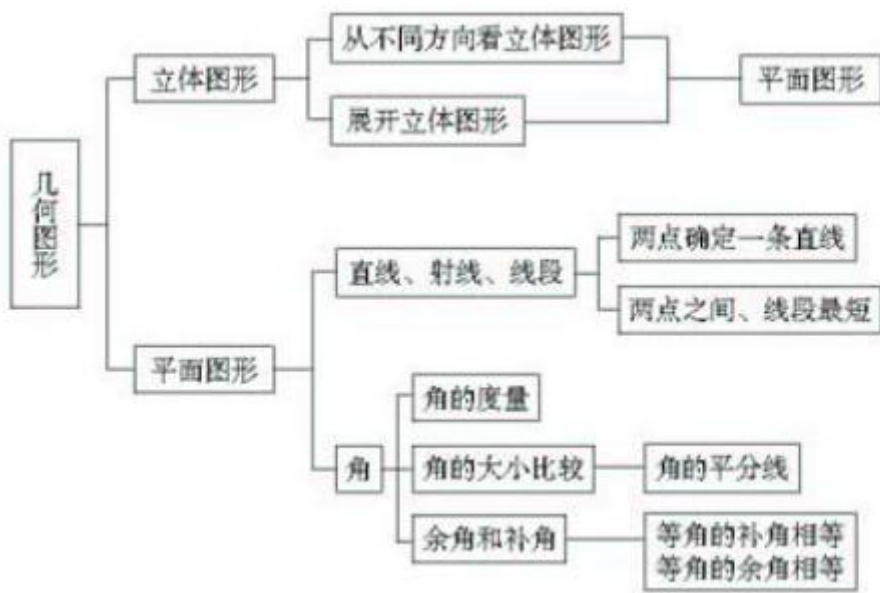 几何图形
立体图形
从不同方向看立体图形
展开立体图形
平面图形
平面图形
直线、射线、线段
两点确定一条直线
两点之间、线段最短
角
角的度量
角的大小比较
角的平分线
余角和补角
等角的补角相等
等角的余角相等